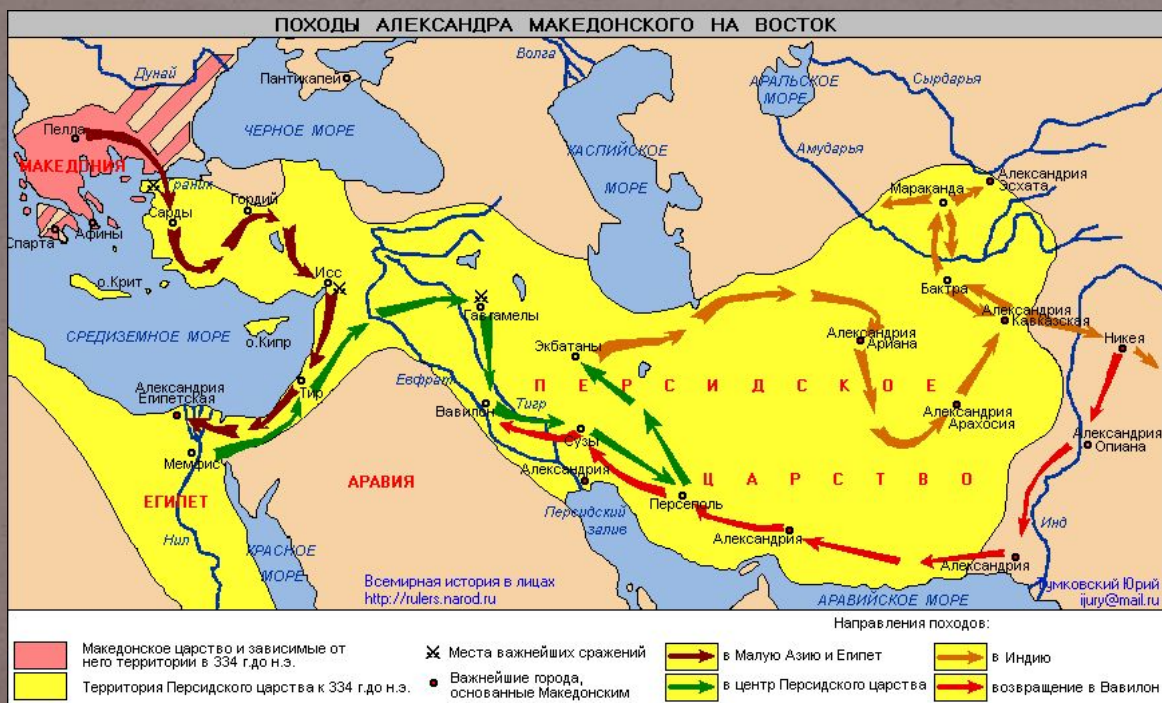 ПОХОДЫ АЛЕКСАНДРА МАКЕДОНСКОГО НА ВОСТОК
Дунай
Пантикапей
Волга
АРАЛЬСКОЕ
МОРЕ
Сырдарья
Пелла
ЧЕРНОЕ МОРЕ
КАСПИЙСКОЕ
МОРЕ
Амударья
МАКЕДОНИЯ
раник
Гордий
Мараканда
Александрия
Эсхата
Сарды
Спарта
Афины
о.Крит
Исс
Бактра
Гавгамелы
Александрия
Кавказская
СРЕДИЗЕМНОЕ МОРЕ
о.Кипр
Экбатаны
Александрия
Ариана
Никея
Александрия
Египетская
Тир
Евфрат
ПЕРСИДСКОЕ
Вавилон
Тигр
Александрия
Арахосия
Мемфис
Сузы
Александрия
Опиана
ЕГИПЕТ
АРАВИЯ
Александрия
ЦАРСТВО
Персеполь
Персидский
залив
Нил
КРАСНОЕ
МОРЕ
Александрия
Инд
Александрия
Всемирная история в лицах
http://rulers.narod.ru
АРАВИЙСКОЕ МОРЕ
Гумковский Юрий
ijury@mail.ru
Направления походов:
Македонское царство и зависимые от
него территории в 334 г.до н.э.
Места важнейших сражений
в Малую Азию и Египет
в Индию
Территория Персидского царства к 334 г.до н.э.
Важнейшие города,
основанные Македонским
в центр Персидского царства
возвращение в Вавилон